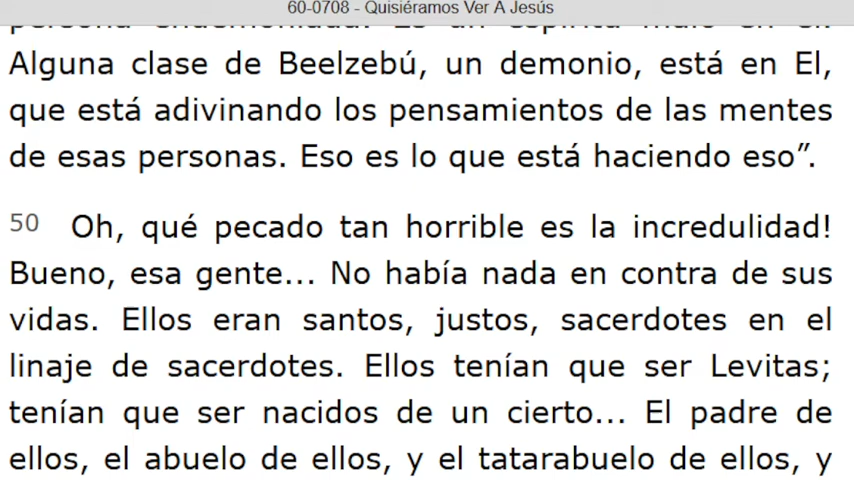 60-0708 - Quisiéramos Ver A Jesús
Alguna clase de Beelzebú, un demonio, está en El,
que está adivinando los pensamientos de las mentes
de esas personas. Eso es lo que está haciendo eso”.
50 Oh, qué pecado tan horrible es la incredulidad!
Bueno, esa gente... No había nada en contra de sus
vidas. Ellos eran santos, justos, sacerdotes en el
linaje de sacerdotes. Ellos tenían que ser Levitas;
tenían que ser nacidos de un cierto... El padre de
ellos, el abuelo de ellos, y el tatarabuelo de ellos, y